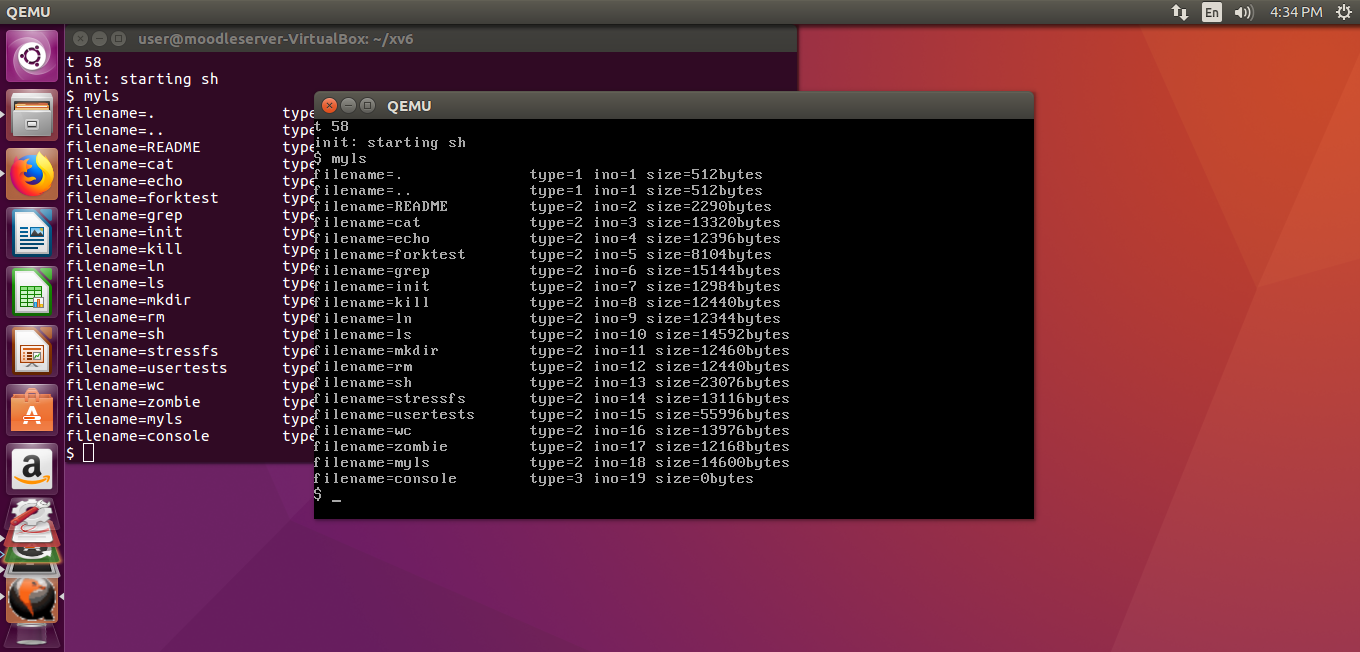 QEMU
En
4:34 PM
user@moodleserver-VirtualBox: ~/xv6
t 58
init: starting sh
$ myls
filename=. type
filename=.. type
filename=README type
filename=cat type
filename=echo type
filename=forktest type
filename=grep type
filename=init type
filename=kill type
filename=ln type
filename=ls type
filename=mkdir type
filename=rm type
filename=sh type
filename=stressfs type
filename=usertests type
filename=wc type
filename=zombie type
filename=myls type
filename=console type
$
QEMU
t 58
init: starting sh
$ myls
filename=. type=1 ino=1 size=512bytes
filename=.. type=1 ino=1 size=512bytes
filename=README type=2 ino=2 size=2290bytes
filename=cat type=2 ino=3 size=13320bytes
filename=echo type=2 ino=4 size=12396bytes
filename=forktest type=2 ino=5 size=8104bytes
filename=grep type=2 ino=6 size=15144bytes
filename=init type=2 ino=7 size=12984bytes
filename=kill type=2 ino=8 size=12440bytes
filename=ln type=2 ino=9 size=12344bytes
filename=ls type=2 ino=10 size=14592bytes
filename=mkdir type=2 ino=11 size=12460bytes
filename=rm type=2 ino=12 size=12440bytes
filename=sh type=2 ino=13 size=23076bytes
filename=stressfs type=2 ino=14 size=13116bytes
filename=usertests type=2 ino=15 size=55996bytes
filename=wc type=2 ino=16 size=13976bytes
filename=zombie type=2 ino=17 size=12168bytes
filename=myls type=2 ino=18 size=14600bytes
filename=console type=3 ino=19 size=0bytes
$ _
a